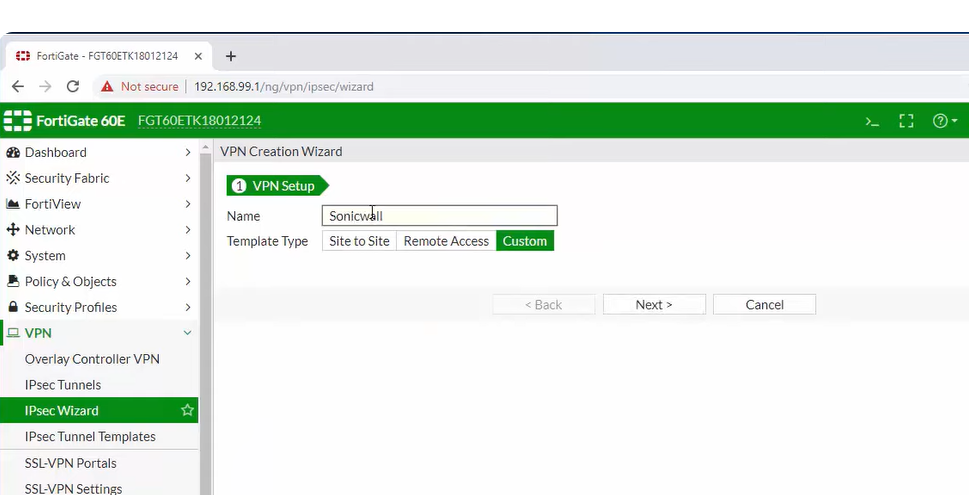 FortiGate - FGT60ETK18012124
Not secure 192.168.99.1/ng/vpn/ipsec/wizard
FortiGate 60E FGT60ETK18012124
Dashboard
Security Fabric
FortiView
Network
System
Policy & Objects
Security Profiles
VPN
Overlay Controller VPN
IPsec Tunnels
IPsec Wizard
IPsec Tunnel Templates
SSL-VPN Portals
SSL-VPN Settings
VPN Creation Wizard
1 VPN Setup
Name Sonicwall
Template Type Site to Site Remote Access Custom
< Back Next > Cancel